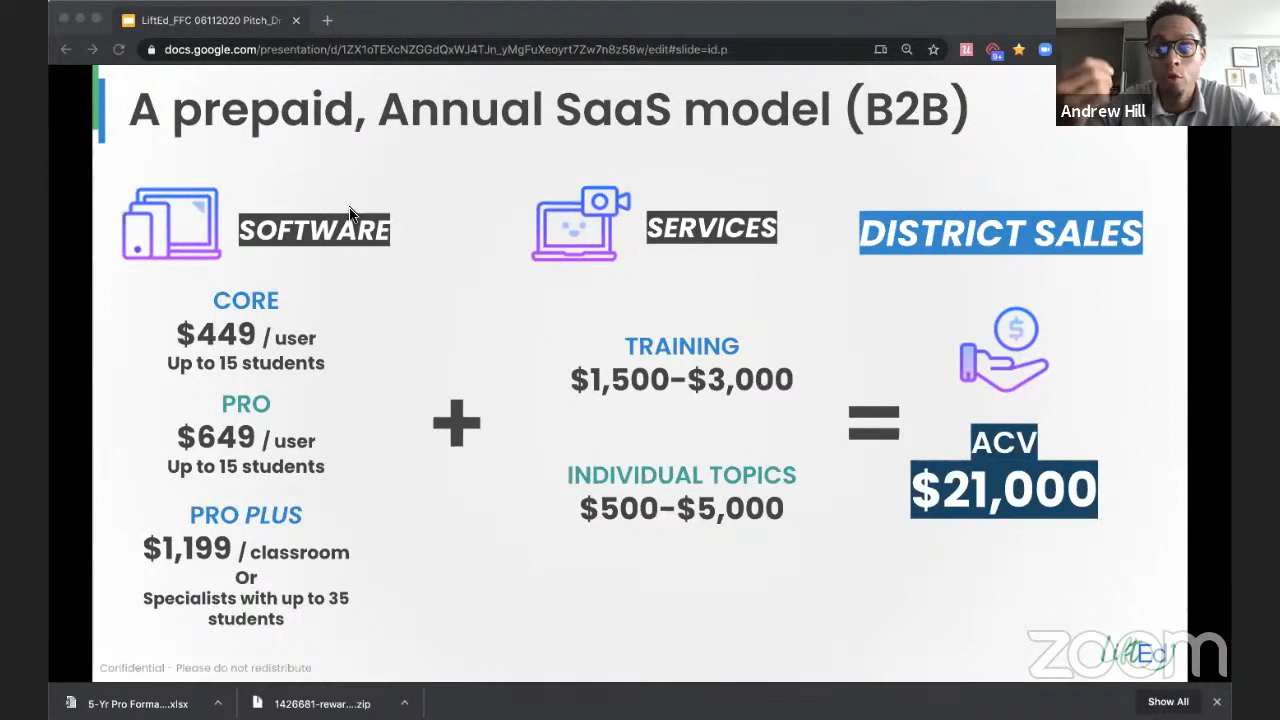 LiftEd_FFC 06112020 Pitch_Dr
docs.google.com/presentation/d/1ZX1oTEXcNZGGdQxWJ4TJn_yMgFuXeoyrt7Zw7n8z58w/edit#slide=id.p
9+
Andrew Hill
A prepaid, Annual SaaS model (B2B)
SOFTWARE
CORE
$449 / user
Up to 15 students
PRO
$649 / user
Up to 15 students
PRO PLUS
$1,199 / classroom
Or
Specialists with up to 35
students
+
SERVICES
TRAINING
$1,500-$3,000
INDIVIDUAL TOPICS
$500-$5,000
=
DISTRICT SALES
$
ACV
$21,000
Confidential - Please do not redistribute
zoom
LiftEd
5-Yr Pro Forma....xlsx
1426681-rewar....zip
Show All